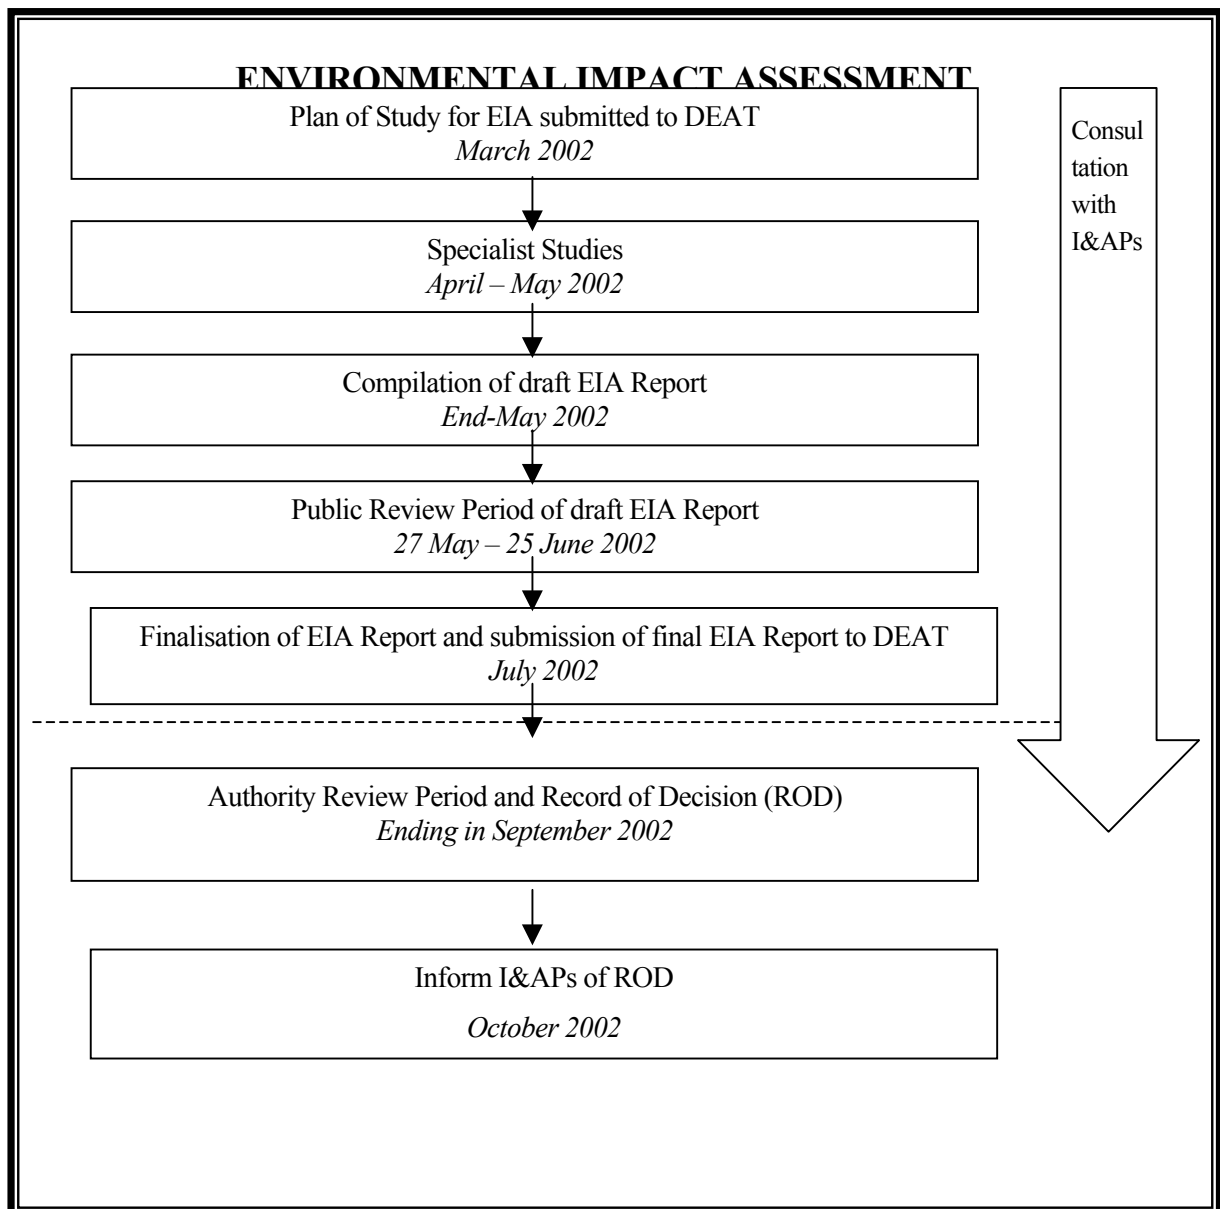 ENVIRONMENTAL IMPACT ASSESSMENT
Plan of Study for EIA submitted to DEAT
March 2002
Consul
tation
with
I&APs
Specialist Studies
April – May 2002
Compilation of draft EIA Report
End-May 2002
Public Review Period of draft EIA Report
27 May – 25 June 2002
Finalisation of EIA Report and submission of final EIA Report to DEAT
July 2002
Authority Review Period and Record of Decision (ROD)
Ending in September 2002
Inform I&APs of ROD
October 2002